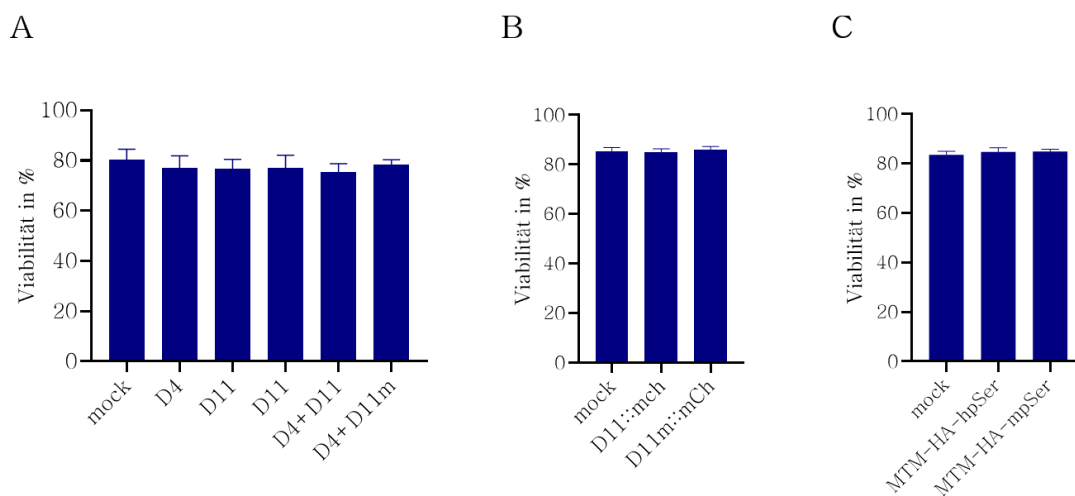 A
B
C
Viabilität in %
100
80
60
40
20
0
mock
D4
D11
D11
D4+D11
D4+D11m
Viabilität in %
100
80
60
40
20
0
mock
D11::mch
D11m::mCh
Viabilität in %
100
80
60
40
20
0
mock
MTM-HA-hpSer
MTM-HA-mpSer